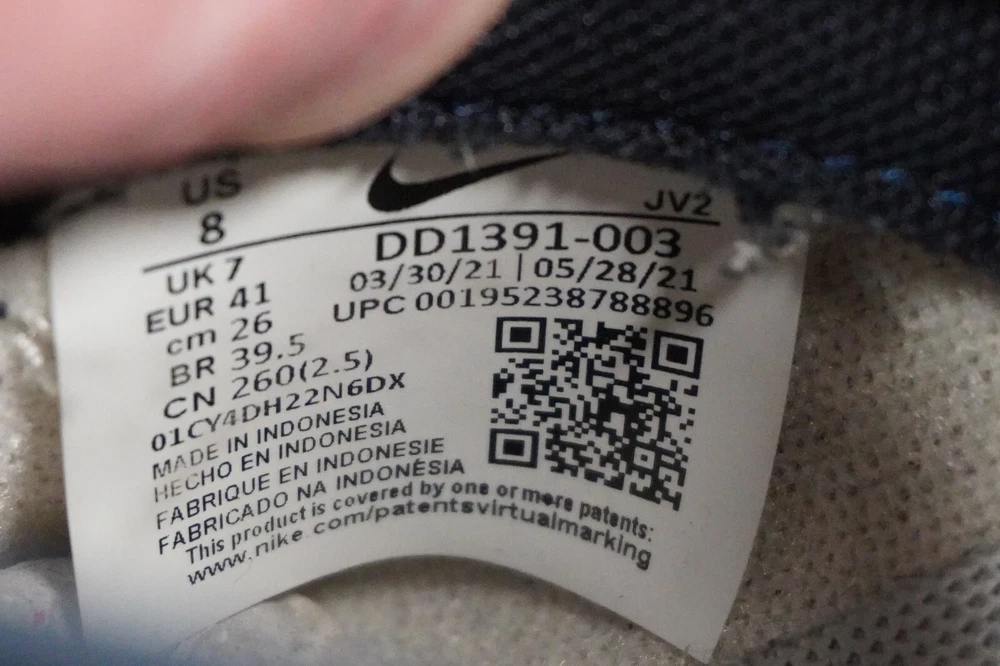 US
8
JV2
UK 7
EUR 41
cm 26
BR 39.5
CN 260(2.5)
DD1391-003
03/30/21 | 05/28/21
UPC 00195238788896
01CY4DH22N6DX
MADE IN INDONESIA
HECHO EN INDONESIA
FABRIQUE EN INDONESIE
FABRICADO NA INDONÉSIA
This product is covered by one or more patents:
www.nike.com/patentsvirtualmarking